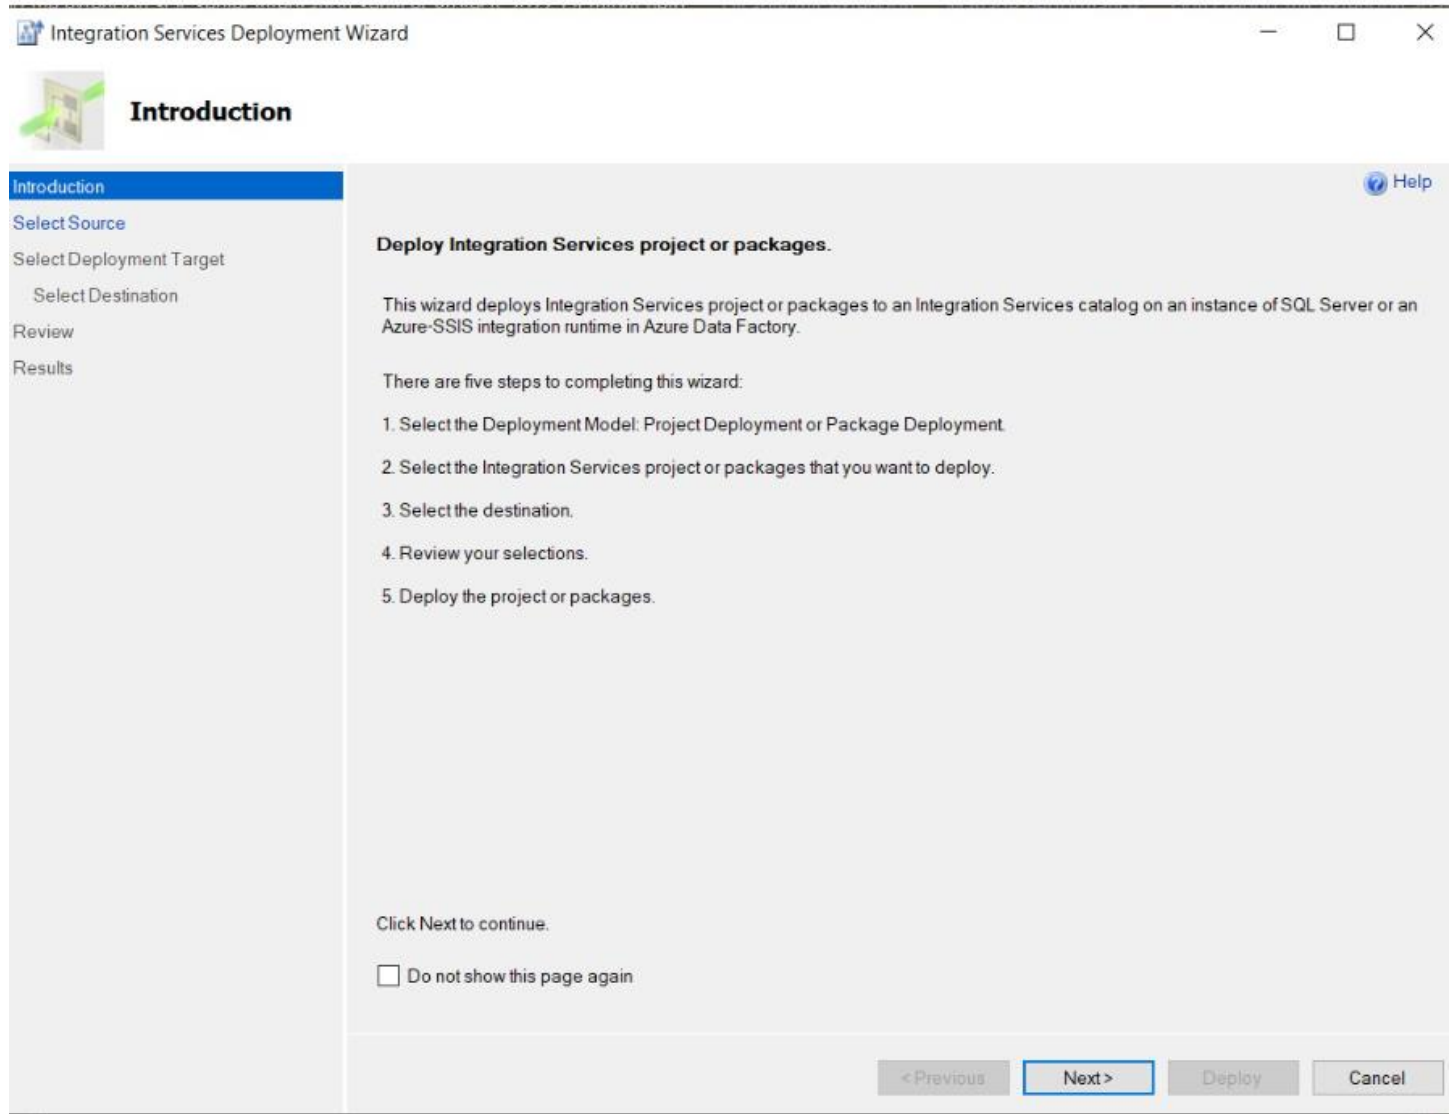 Integration Services Deployment Wizard
Introduction
Introduction
Help
Select Source
Select Deployment Target
Select Destination
Review
Results
Deploy Integration Services project or packages.
This wizard deploys Integration Services project or packages to an Integration Services catalog on an instance of SQL Server or an
Azure-SSIS integration runtime in Azure Data Factory.
There are five steps to completing this wizard:
1. Select the Deployment Model: Project Deployment or Package Deployment.
2. Select the Integration Services project or packages that you want to deploy.
3. Select the destination.
4. Review your selections.
5. Deploy the project or packages.
Click Next to continue.
Do not show this page again
< Previous
Next >
Deploy
Cancel